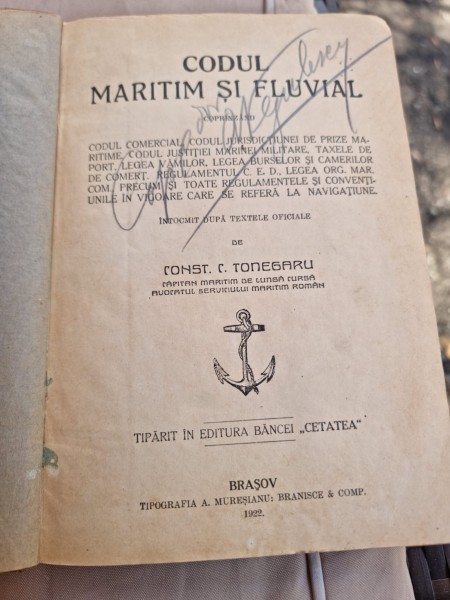 CODUL
MARITIM ȘI FLUVIAL
COPRINZÂND
CODUL COMERCIAL, CODUL JURISDICȚIUNEI DE PRIZE MA-
RITIME, CODUL JUSTIȚIEI MARINEI MILITARE, TAXELE DE
PORT, LEGEA VĂMILOR, LEGEA BURSELOR ȘI CAMERILOR
DE COMERȚ, REGULAMENTUL C. E. D., LEGEA ORG. MAR.
COM. PRECUM ȘI TOATE REGULAMENTELE ȘI CONVENȚI-
UNILE ÎN VIGOARE CARE SE REFERĂ LA NAVIGAȚIUNE.
ÎNTOCMIT DUPĂ TEXTELE OFICIALE
DE
CONST. C. TONEGARU
CĂPITAN MARITIM DE LUNGĂ CURSĂ
AVOCATUL SERVICIULUI MARITIM ROMÂN
TIPĂRIT ÎN EDITURA BĂNCEI „CETATEA“
BRAȘOV
TIPOGRAFIA A. MUREȘIANU: BRANISCE & COMP.
1922.